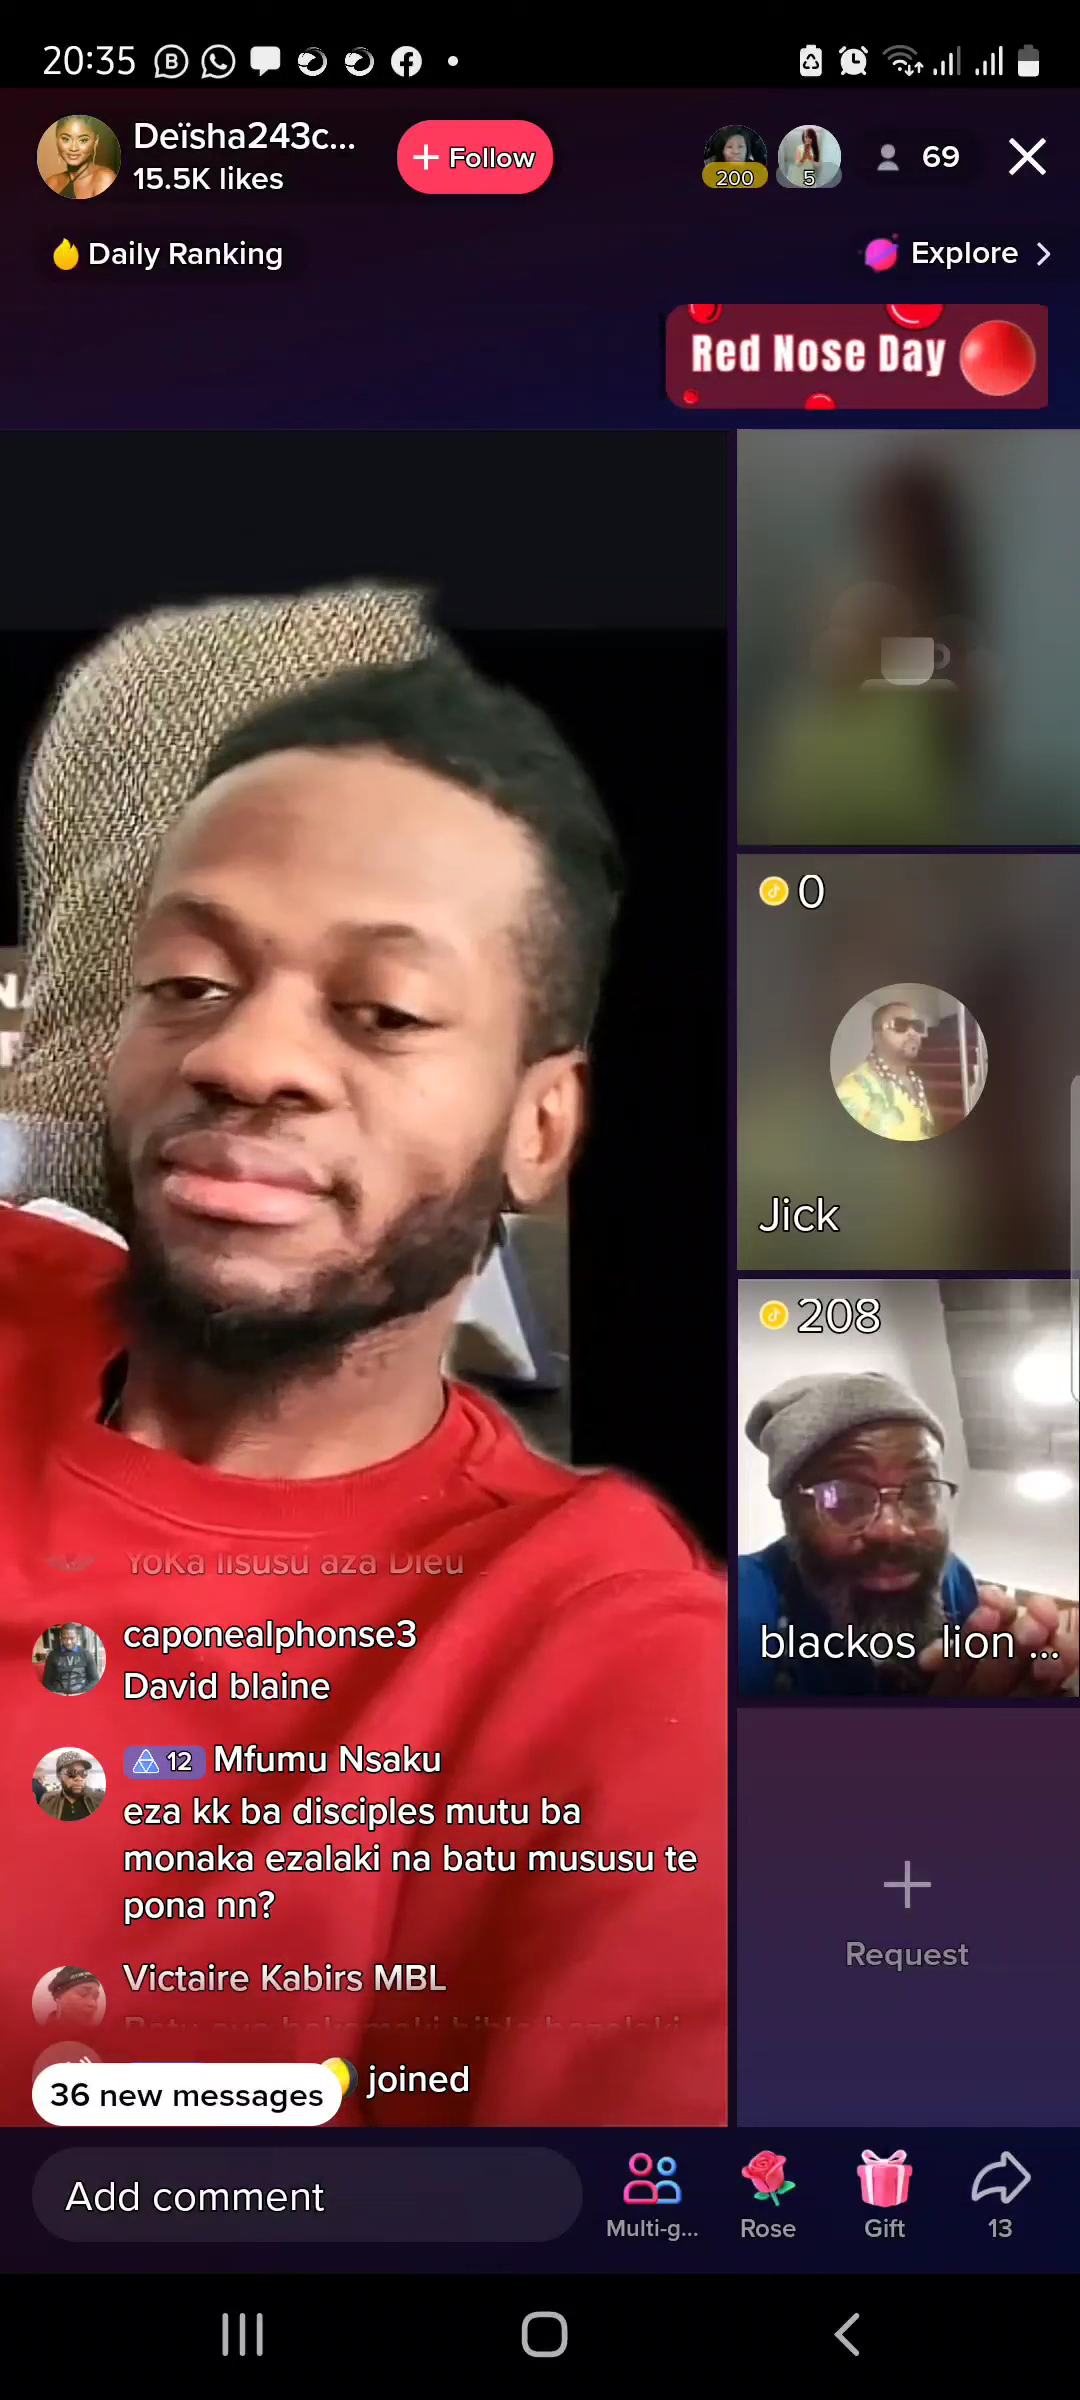 20:35
Deïsha243c...
15.5K likes
+ Follow
200
5
69
Daily Ranking
Explore
Red Nose Day
0
Jick
208
blackos lion ...
Request
Yoka lisusu aza Dieu
caponealphonse3
David blaine
12 Mfumu Nsaku
eza kk ba disciples mutu ba
monaka ezalaki na batu mususu te
pona nn?
Victaire Kabirs MBL
joined
36 new messages
Add comment
Multi-g...
Rose
Gift
13